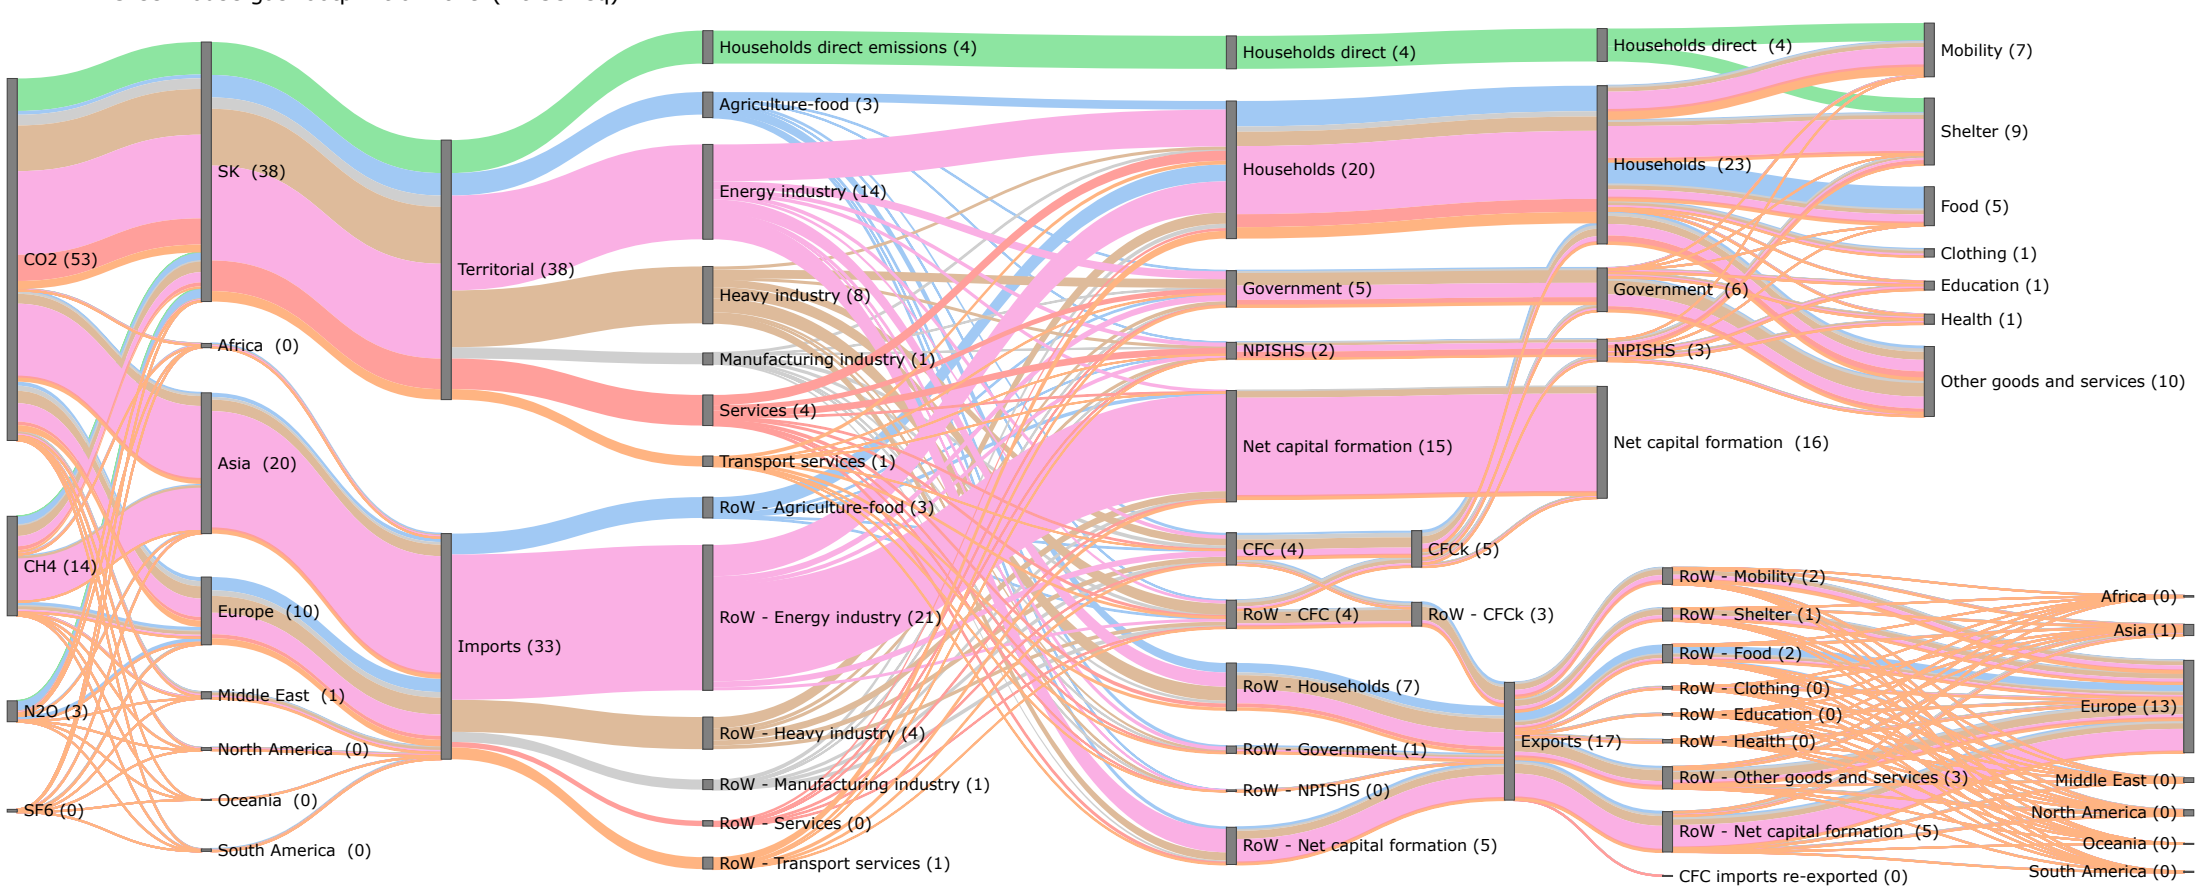 CO2 (53)
CH4 (14)
N2O (3)
SF6 (0)
SK (38)
Africa (0)
Asia (20)
Europe (10)
Middle East (1)
North America (0)
Oceania (0)
South America (0)
Territorial (38)
Imports (33)
Households direct emissions (4)
Agriculture-food (3)
Energy industry (14)
Heavy industry (8)
Manufacturing industry (1)
Services (4)
Transport services (1)
RoW - Agriculture-food (3)
RoW - Energy industry (21)
RoW - Heavy industry (4)
RoW - Manufacturing industry (1)
RoW - Services (0)
RoW - Transport services (1)
Households direct (4)
Households (20)
Government (5)
NPISHS (2)
Net capital formation (15)
CFC (4)
RoW - CFC (4)
RoW - Households (7)
RoW - Government (1)
RoW - NPISHS (0)
RoW - Net capital formation (5)
CFCk (5)
RoW - CFCk (3)
Exports (17)
Households direct (4)
Households (23)
Government (6)
NPISHS (3)
Net capital formation (16)
RoW - Mobility (2)
RoW - Shelter (1)
RoW - Food (2)
RoW - Clothing (0)
RoW - Education (0)
RoW - Health (0)
RoW - Other goods and services (3)
RoW - Net capital formation (5)
CFC imports re-exported (0)
Mobility (7)
Shelter (9)
Food (5)
Clothing (1)
Education (1)
Health (1)
Other goods and services (10)
Africa (0)
Asia (1)
Europe (13)
Middle East (0)
North America (0)
Oceania (0)
South America (0)